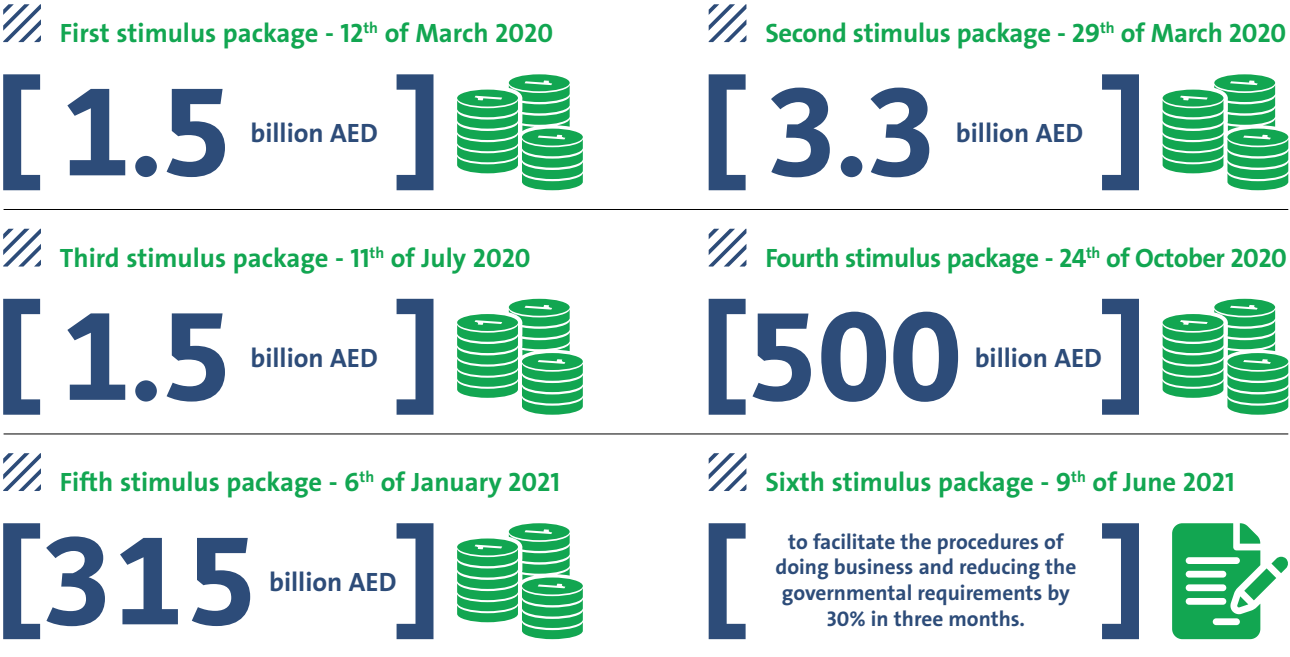 First stimulus package - 12th of March 2020
[ 1.5 billion AED ]
Second stimulus package - 29th of March 2020
[ 3.3 billion AED ]
Third stimulus package - 11th of July 2020
[ 1.5 billion AED ]
Fourth stimulus package - 24th of October 2020
[ 500 billion AED ]
Fifth stimulus package - 6th of January 2021
[ 315 billion AED ]
Sixth stimulus package - 9th of June 2021
[ to facilitate the procedures of
doing business and reducing the
governmental requirements by
30% in three months. ]